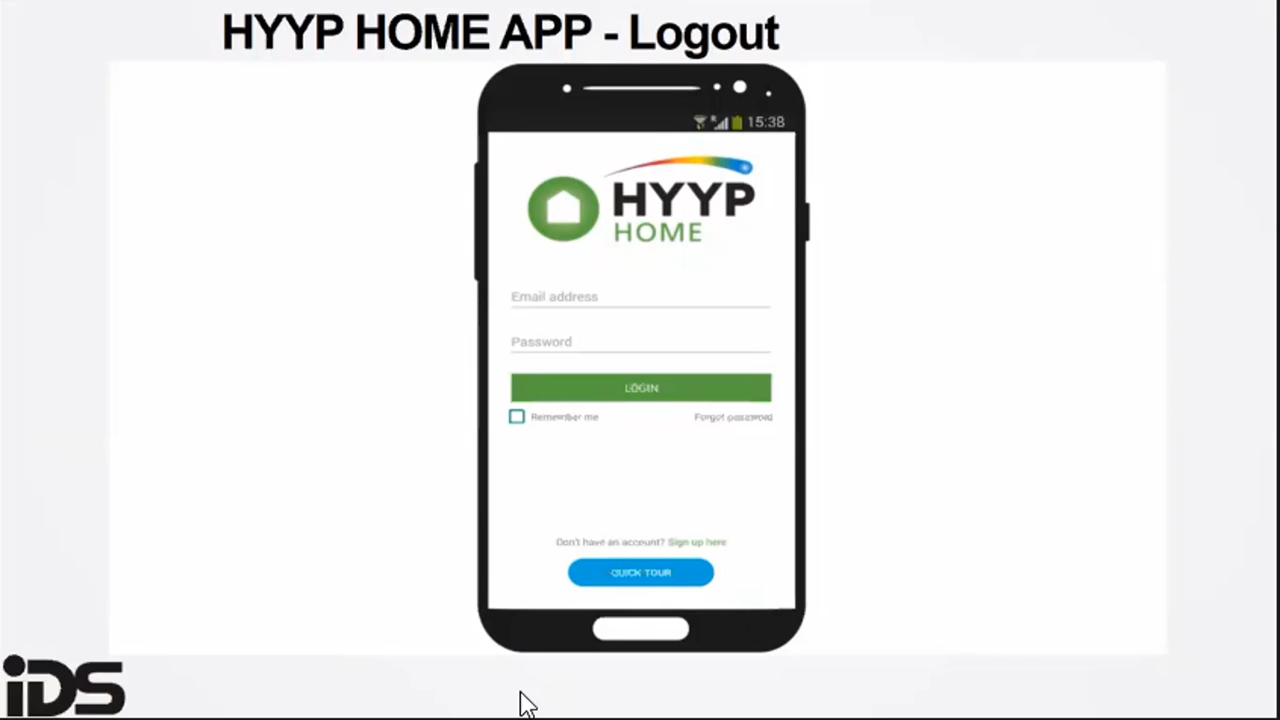 HYYP HOME APP - Logout
15:38
HYYP
HOME
Email address
Password
LOGIN
Remember me
Forgot password
Don't have an account? Sign up here
QUICK TOUR
iDS